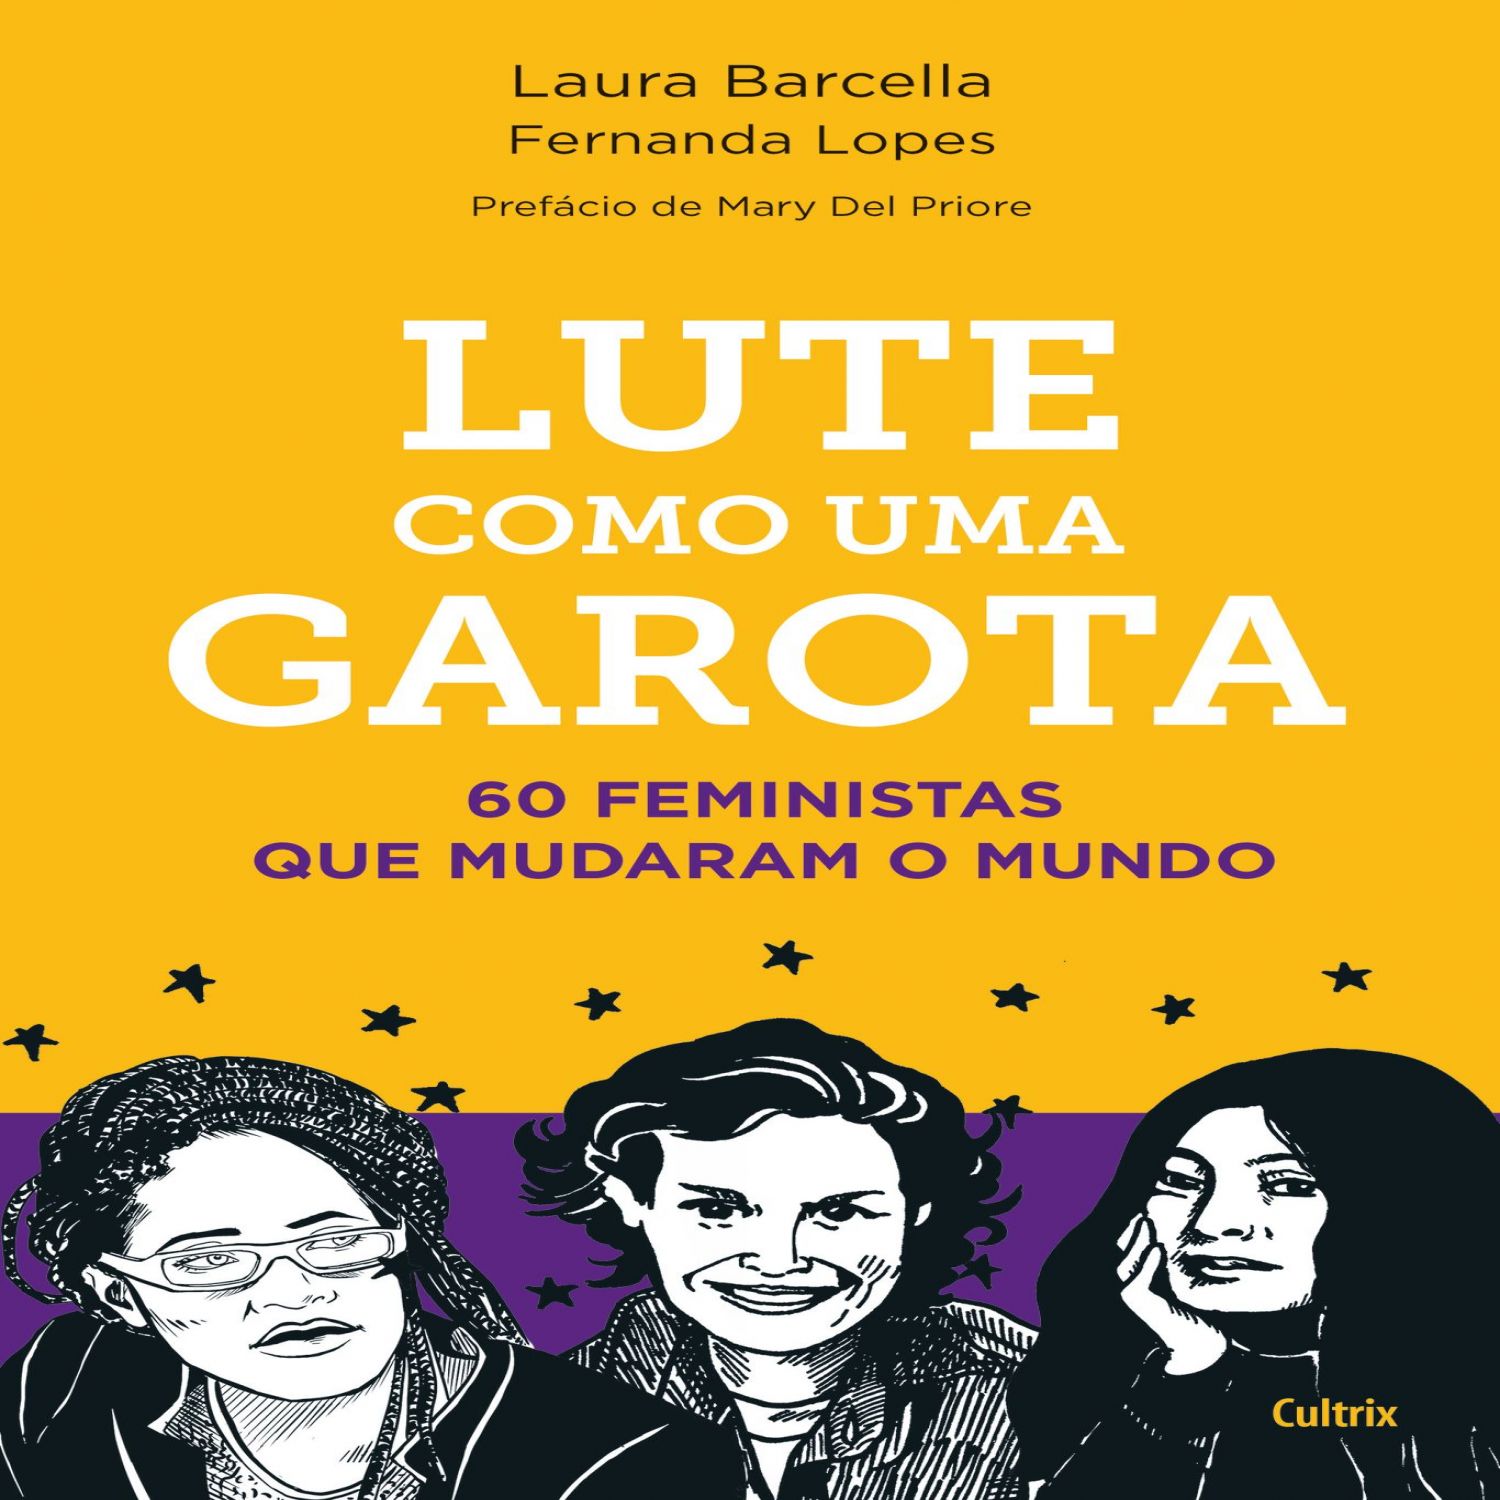 Laura Barcella
Fernanda Lopes
Prefácio de Mary Del Priore
LUTE
COMO UMA
GAROTA
60 FEMINISTAS
QUE MUDARAM O MUNDO
Cultrix